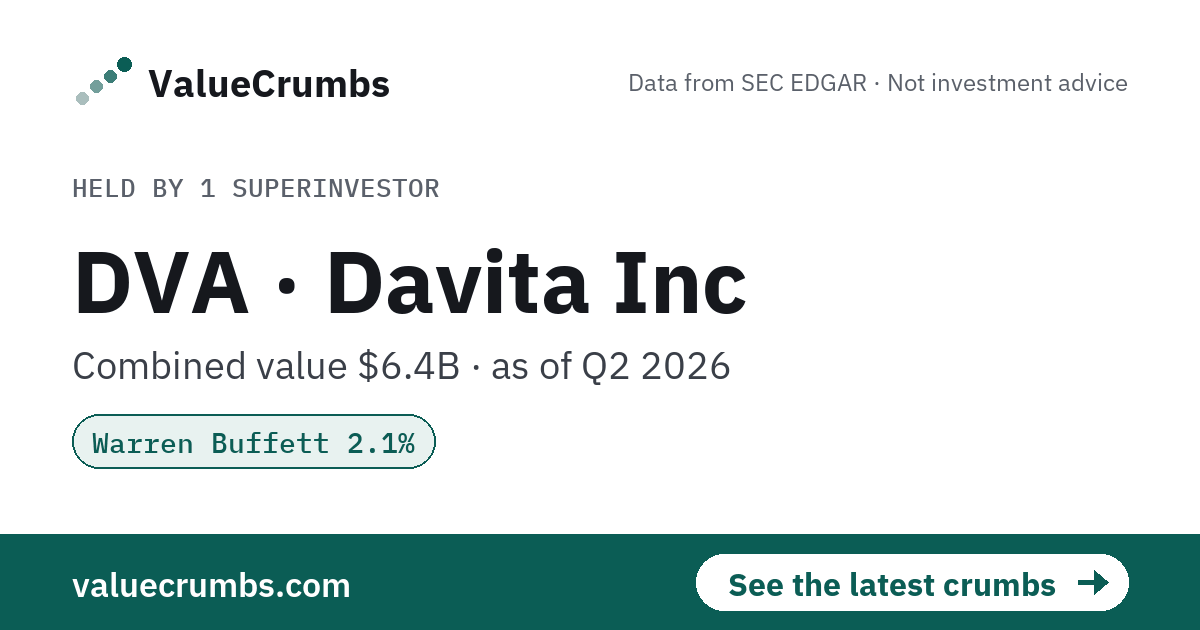 ValueCrumbs
Data from SEC EDGAR · Not investment advice
HELD BY 1 SUPERINVESTOR
DVA · Davita Inc
Combined value $6.4B · as of Q2 2026
Warren Buffett 2.1%
valuecrumbs.com
See the latest crumbs